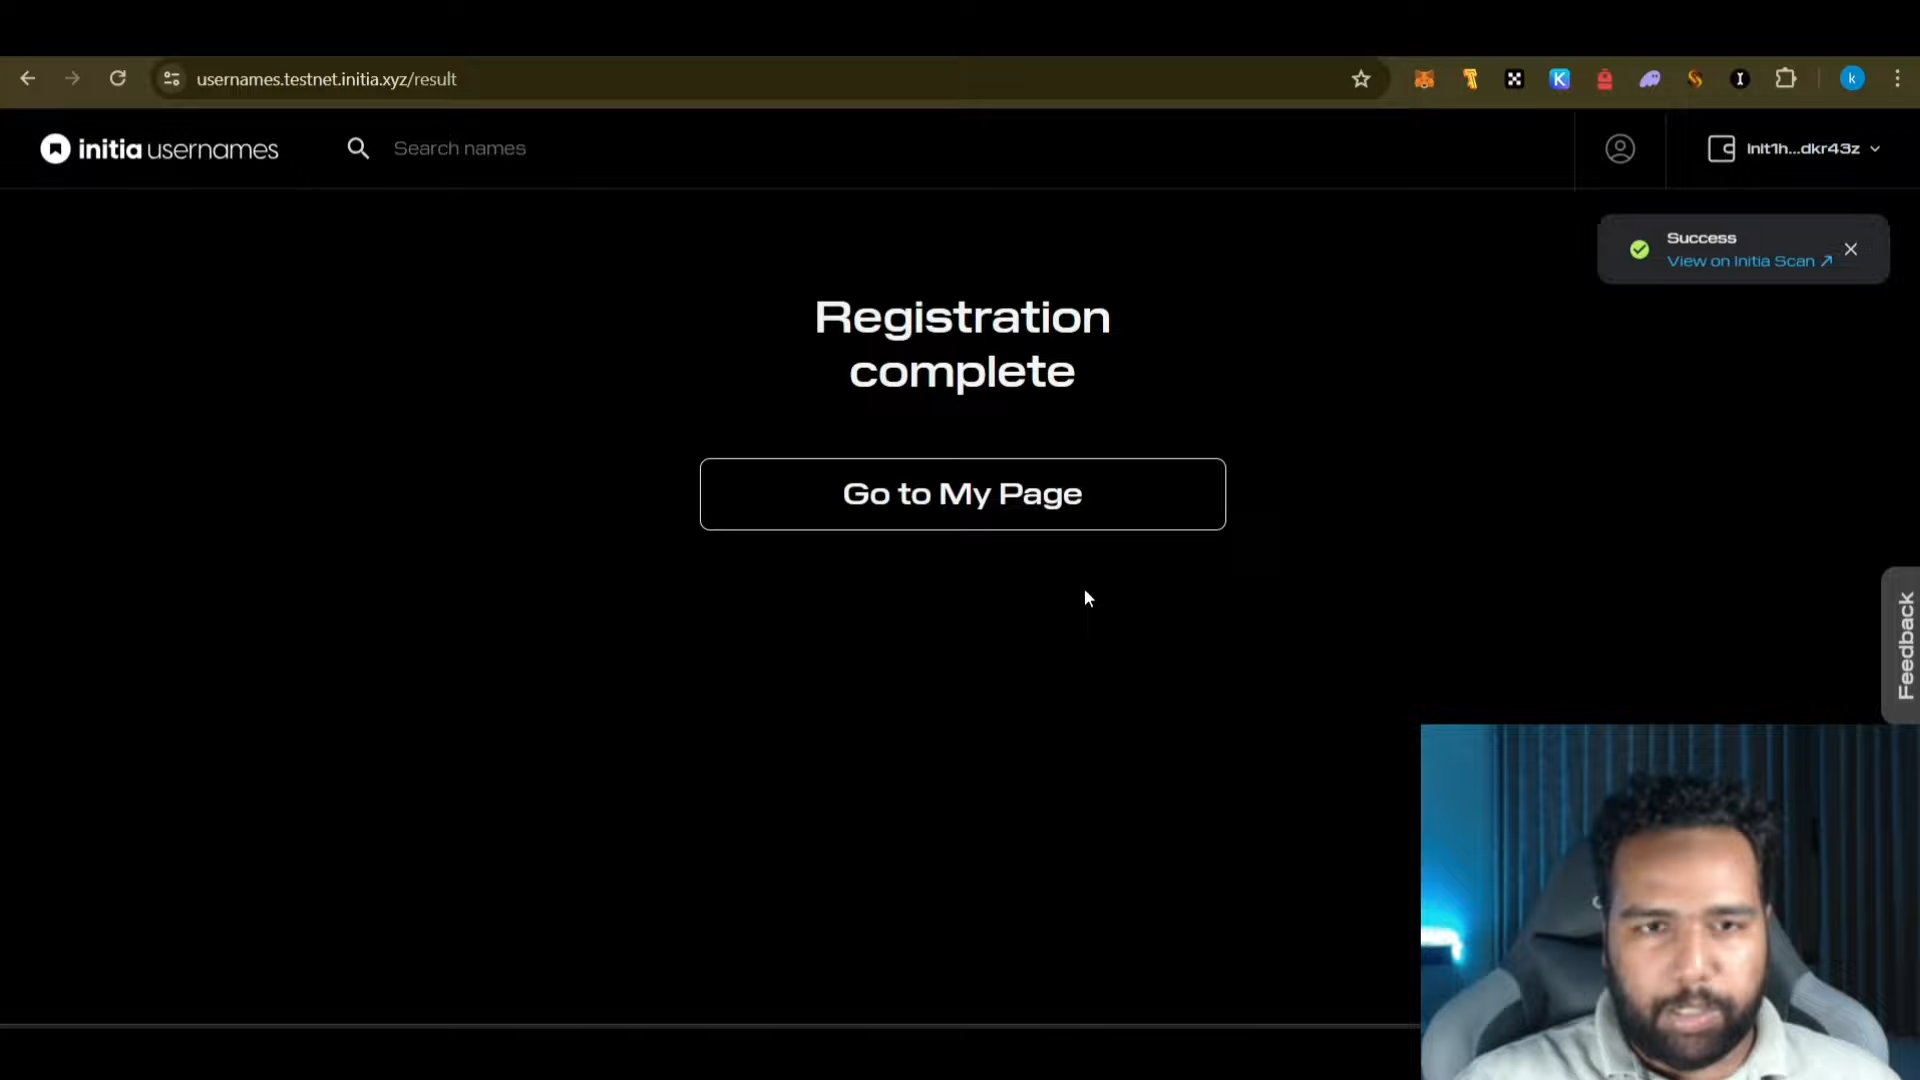 usernames.testnet.initia.xyz/result
K
I
k
initia usernames
Search names
init1h...dkr43z
Success
View on Initia Scan ↗
Registration
complete
Go to My Page
Feedback